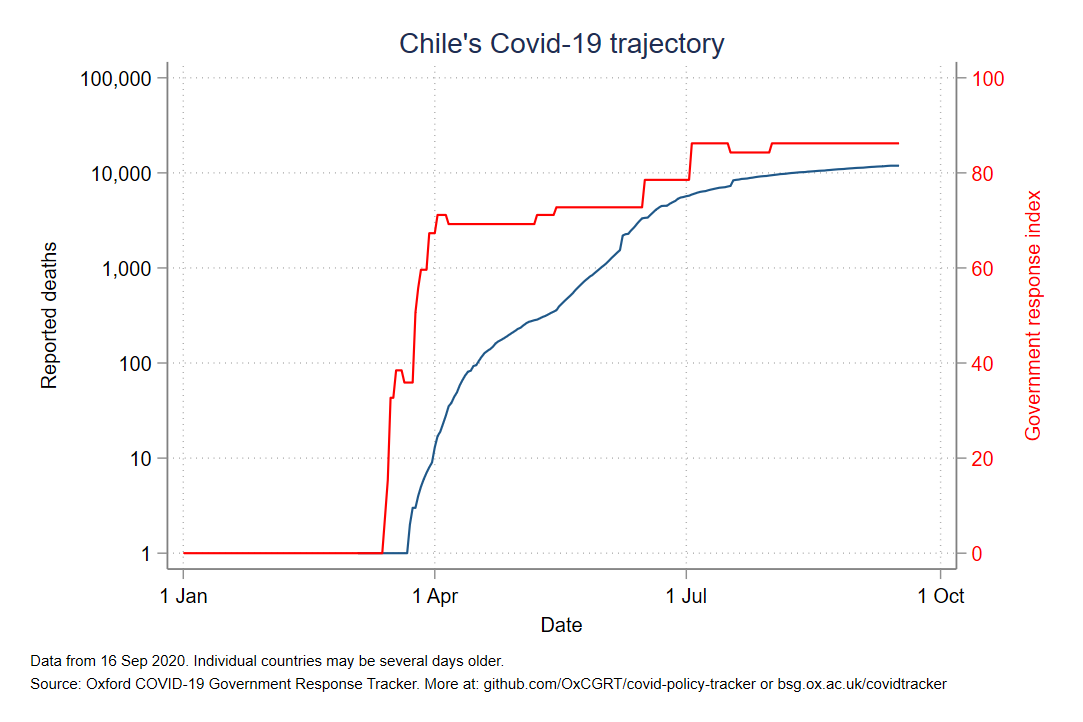 Chile's Covid-19 trajectory
100,000
10,000
1,000
100
10
1
Reported deaths
100
80
60
40
20
0
Government response index
1 Jan
1 Apr
1 Jul
1 Oct
Date
Data from 16 Sep 2020. Individual countries may be several days older.
Source: Oxford COVID-19 Government Response Tracker. More at: github.com/OxCGRT/covid-policy-tracker or bsg.ox.ac.uk/covidtracker